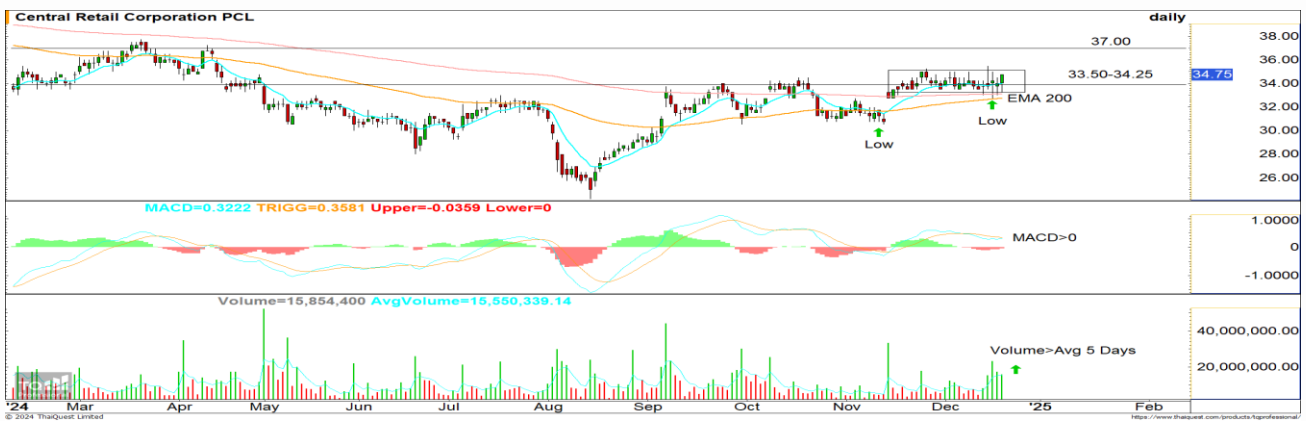 Central Retail Corporation PCL daily
38.00
37.00
36.00
33.50-34.25 34.75
34.00
EMA 200
32.00
Low
30.00
Low
28.00
26.00
MACD=0.3222 TRIGG=0.3581 Upper=-0.0359 Lower=0
1.0000
MACD>0 0
-1.0000
Volume=15,854,400 AvgVolume=15,550,339.14
40,000,000.00
Volume>Avg 5 Days
20,000,000.00
'24 Mar Apr May Jun Jul Aug Sep Oct Nov Dec '25 Feb
© 2024 ThaiQuest Limited https://www.thaiquest.com/products/tqprofessional/